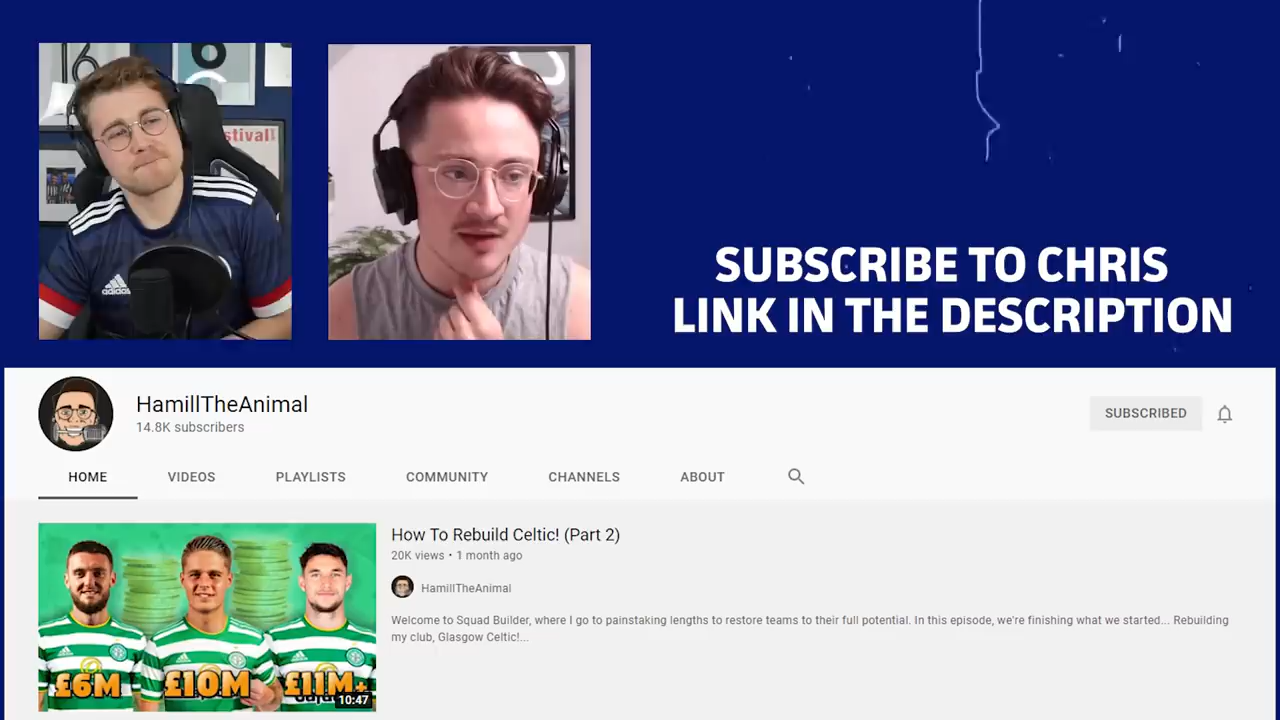 stival
adidas
SUBSCRIBE TO CHRIS
LINK IN THE DESCRIPTION
HamillTheAnimal
14.8K subscribers
SUBSCRIBED
HOME
VIDEOS
PLAYLISTS
COMMUNITY
CHANNELS
ABOUT
£6M
£10M
£11M+
10:47
How To Rebuild Celtic! (Part 2)
20K views • 1 month ago
HamillTheAnimal
Welcome to Squad Builder, where I go to painstaking lengths to restore teams to their full potential. In this episode, we're finishing what we started... Rebuilding
my club, Glasgow Celtic!...